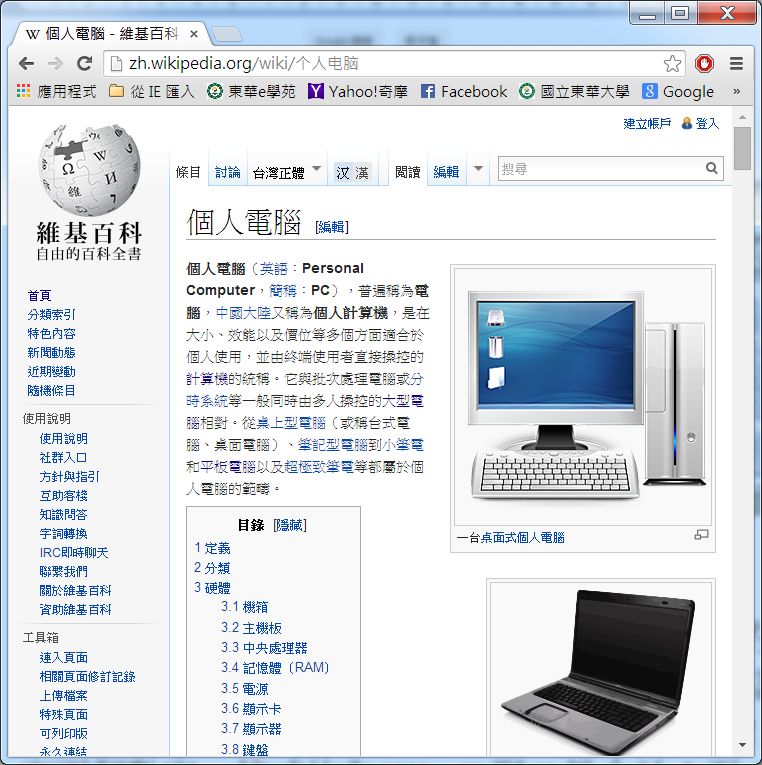 個人電腦 - 維基百科
zh.wikipedia.org/wiki/个人电脑
應用程式 從 IE 匯入 東華e學苑 Yahoo!奇摩 Facebook 國立東華大學 Google »
建立帳戶 登入
條目 討論 台灣正體 汉 漢 閱讀 編輯 搜尋
維基百科
自由的百科全書
首頁
分類索引
特色內容
新聞動態
近期變動
隨機條目
使用說明
使用說明
社群入口
方針與指引
互助客棧
知識問答
字詞轉換
IRC即時聊天
聯繫我們
關於維基百科
資助維基百科
工具箱
連入頁面
相關頁面修訂記錄
上傳檔案
特殊頁面
可列印版
永久連結
個人電腦 [編輯]
個人電腦（英語：Personal
Computer，簡稱：PC），普遍稱為電
腦，中國大陸又稱為個人計算機，是在
大小、效能以及價位等多個方面適合於
個人使用，並由終端使用者直接操控的
計算機的統稱。它與批次處理電腦或分
時系統等一般同時由多人操控的大型電
腦相對。從桌上型電腦（或稱台式電
腦、桌面電腦）、筆記型電腦到小筆電
和平板電腦以及超極致筆電等都屬於個
人電腦的範疇。
目錄 [隱藏]
1 定義
2 分類
3 硬體
3.1 機箱
3.2 主機板
3.3 中央處理器
3.4 記憶體（RAM）
3.5 電源
3.6 顯示卡
3.7 顯示器
3.8 鍵盤
一台桌面式個人電腦